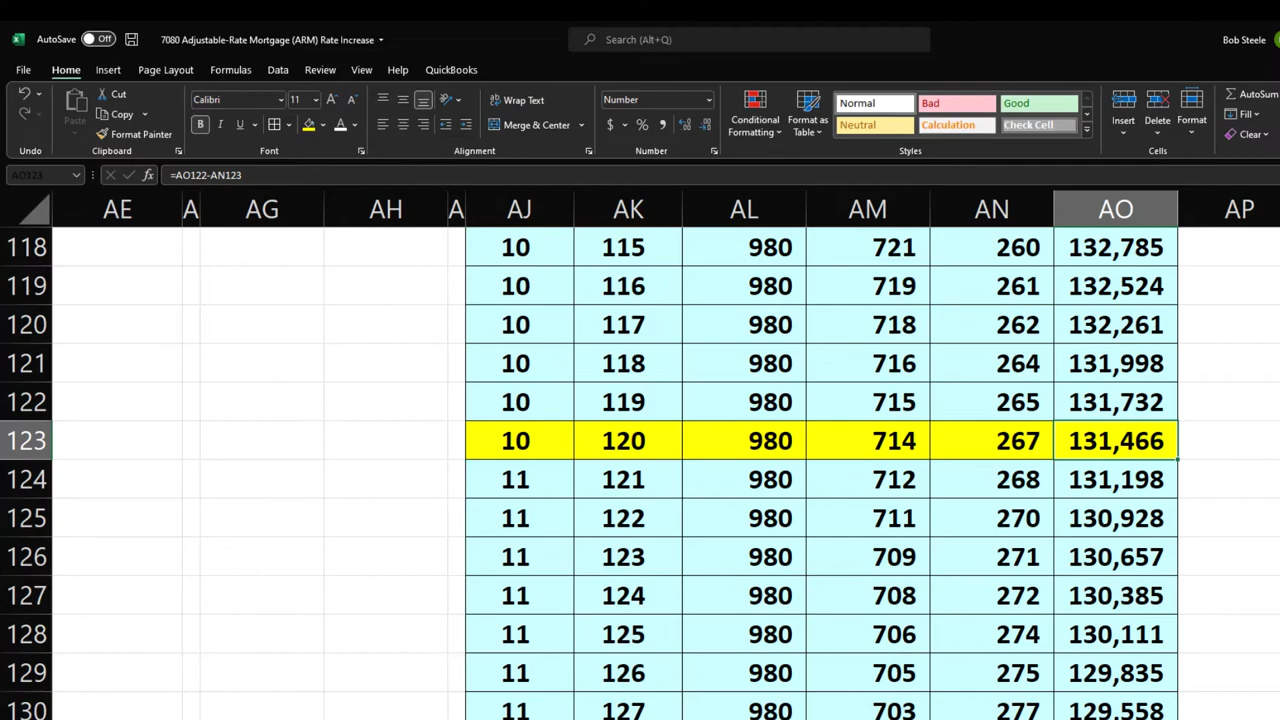 AutoSave Off 7080 Adjustable-Rate Mortgage (ARM) Rate Increase Search (Alt+Q) Bob Steele
File Home Insert Page Layout Formulas Data Review View Help QuickBooks
Paste Cut Copy Format Painter Calibri 11 B I U A A A Wrap Text Merge & Center Number $ % , Conditional Formatting Format as Table Normal Bad Good Neutral Calculation Check Cell Insert Delete Format AutoSum Fill Clear
Undo Clipboard Font Alignment Number Styles Cells
AO123 fx =AO122-AN123
AE A AG AH A AJ AK AL AM AN AO AP
118 10 115 980 721 260 132,785
119 10 116 980 719 261 132,524
120 10 117 980 718 262 132,261
121 10 118 980 716 264 131,998
122 10 119 980 715 265 131,732
123 10 120 980 714 267 131,466
124 11 121 980 712 268 131,198
125 11 122 980 711 270 130,928
126 11 123 980 709 271 130,657
127 11 124 980 708 272 130,385
128 11 125 980 706 274 130,111
129 11 126 980 705 275 129,835
130 11 127 980 703 277 129,558